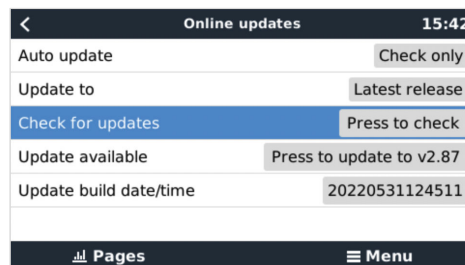 Online updates 15:42
Auto update Check only
Update to Latest release
Check for updates Press to check
Update available Press to update to v2.87
Update build date/time 20220531124511
Pages Menu